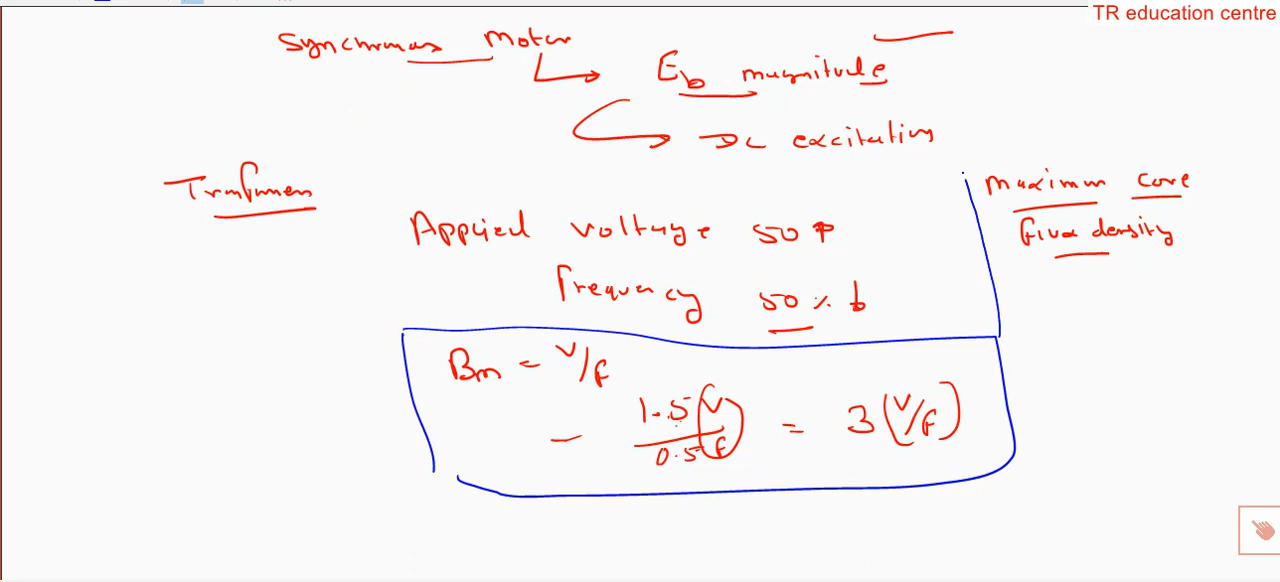 TR education centre
Synchronous Motor
Eb magnitude
DC excitation
Transformer
Maximum core
flux density
Applied voltage 50 ↑
frequency 50 % ↓
Bm = V/f
= 1.5(V)/0.5(f) = 3(V/f)